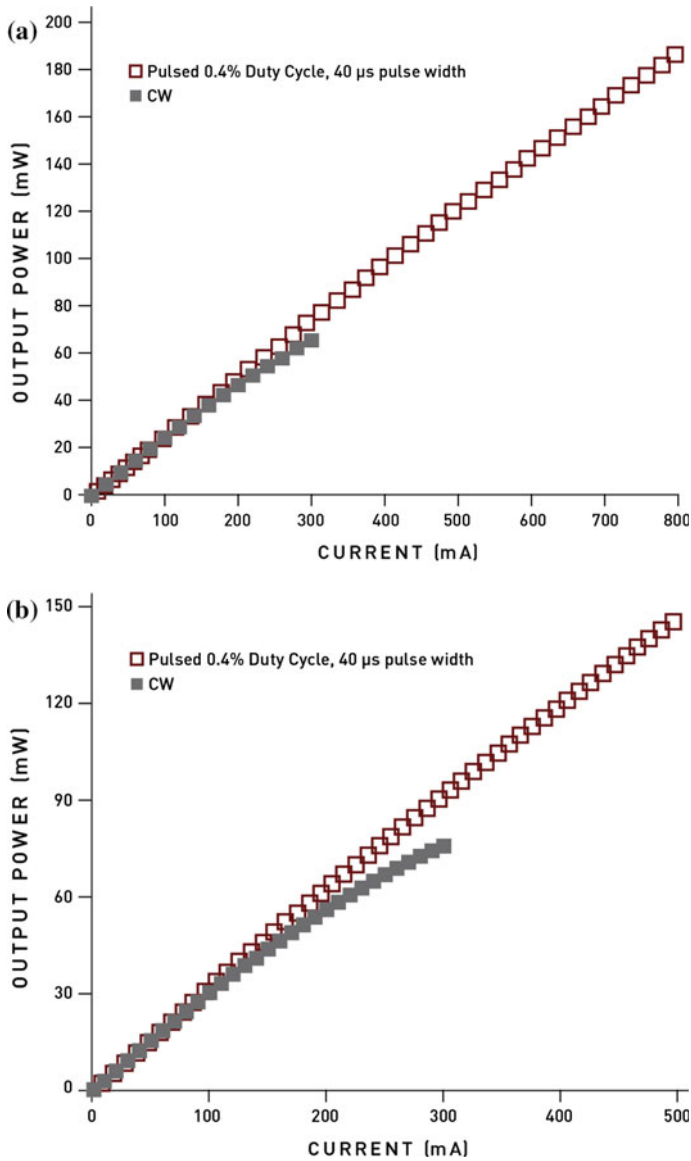 (a)
200
180
160
140
120
100
80
60
40
20
0
OUTPUT POWER (mW)
Pulsed 0.4% Duty Cycle, 40 μs pulse width
CW
0 100 200 300 400 500 600 700 800
CURRENT (mA)
(b)
150
120
90
60
30
0
OUTPUT POWER (mW)
Pulsed 0.4% Duty Cycle, 40 μs pulse width
CW
0 100 200 300 400 500
CURRENT (mA)